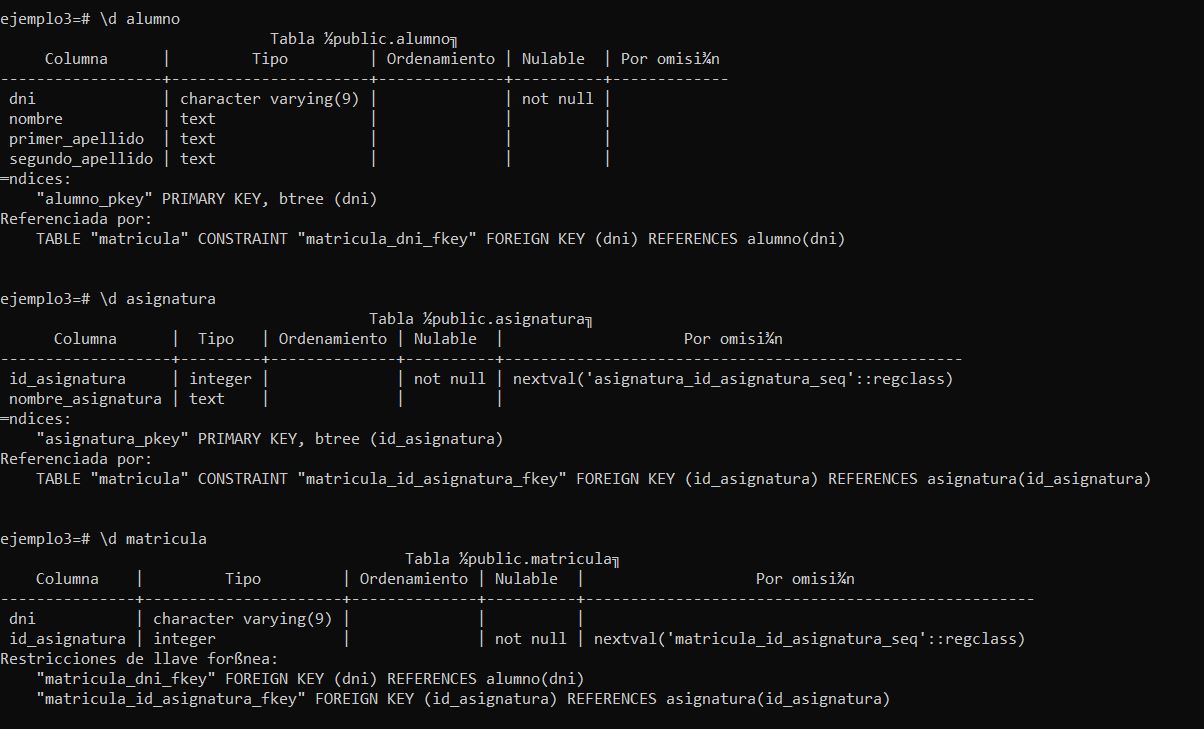 ejemplo3=# \d alumno
                              Tabla ½public.alumno╗
     Columna      |         Tipo         | Ordenamiento | Nulable  | Por omisi¾n
------------------+----------------------+--------------+----------+-------------
 dni              | character varying(9) |              | not null |
 nombre           | text                 |              |          |
 primer_apellido  | text                 |              |          |
 segundo_apellido | text                 |              |          |
═ndices:
    "alumno_pkey" PRIMARY KEY, btree (dni)
Referenciada por:
    TABLE "matricula" CONSTRAINT "matricula_dni_fkey" FOREIGN KEY (dni) REFERENCES alumno(dni)
ejemplo3=# \d asignatura
                                         Tabla ½public.asignatura╗
      Columna      |  Tipo   | Ordenamiento | Nulable  |                    Por omisi¾n
-------------------+---------+--------------+----------+---------------------------------------------------
 id_asignatura     | integer |              | not null | nextval('asignatura_id_asignatura_seq'::regclass)
 nombre_asignatura | text    |              |          |
═ndices:
    "asignatura_pkey" PRIMARY KEY, btree (id_asignatura)
Referenciada por:
    TABLE "matricula" CONSTRAINT "matricula_id_asignatura_fkey" FOREIGN KEY (id_asignatura) REFERENCES asignatura(id_asignatura)
ejemplo3=# \d matricula
                                             Tabla ½public.matricula╗
    Columna    |         Tipo         | Ordenamiento | Nulable  |                   Por omisi¾n
---------------+----------------------+--------------+----------+--------------------------------------------------
 dni           | character varying(9) |              |          |
 id_asignatura | integer              |              | not null | nextval('matricula_id_asignatura_seq'::regclass)
Restricciones de llave forßnea:
    "matricula_dni_fkey" FOREIGN KEY (dni) REFERENCES alumno(dni)
    "matricula_id_asignatura_fkey" FOREIGN KEY (id_asignatura) REFERENCES asignatura(id_asignatura)